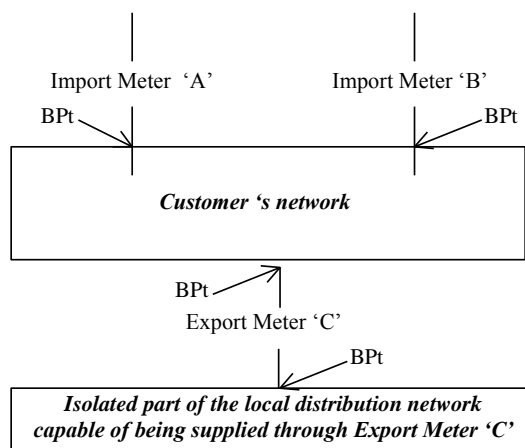 Import Meter ‘A’
Import Meter ‘B’
BPt
BPt
Customer ‘s network
BPt
Export Meter ‘C’
BPt
Isolated part of the local distribution network
capable of being supplied through Export Meter ‘C’